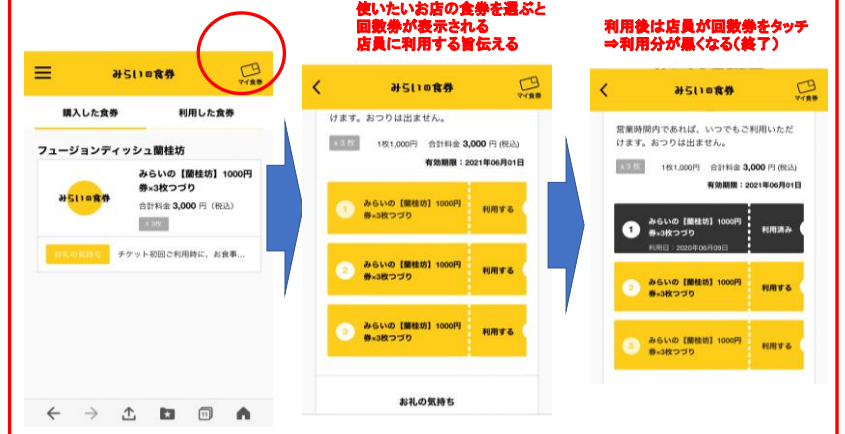 使いたいお店の食券を選ぶと
回数券が表示される
店員に利用する旨伝える
利用後は店員が回数券をタッチ
⇒利用分が黒くなる(終了)
みらいの食券
マイ食券
購入した食券 利用した食券
フュージョンディッシュ蘭桂坊
みらいの食券
みらいの【蘭桂坊】1000円
券×3枚つづり
合計料金 3,000 円(税込)
x 3枚
お礼の気持ち チケット初回ご利用時に、お食事...
11
みらいの食券
マイ食券
けます。おつりは出ません。
x 3 枚 1枚1,000円 合計料金 3,000 円 (税込)
有効期限:2021年06月01日
1 みらいの【蘭桂坊】1000円
券×3枚つづり 利用する
2 みらいの【蘭桂坊】1000円
券×3枚つづり 利用する
3 みらいの【蘭桂坊】1000円
券×3枚つづり 利用する
お礼の気持ち
みらいの食券
マイ食券
営業時間内であれば、いつでもご利用いただ
けます。おつりは出ません。
x 3 枚 1枚1,000円 合計料金 3,000 円 (税込)
有効期限:2021年06月01日
1 みらいの【蘭桂坊】1000円
券×3枚つづり 利用済み
利用日:2020年06月09日
2 みらいの【蘭桂坊】1000円
券×3枚つづり 利用する
3 みらいの【蘭桂坊】1000円
券×3枚つづり 利用する